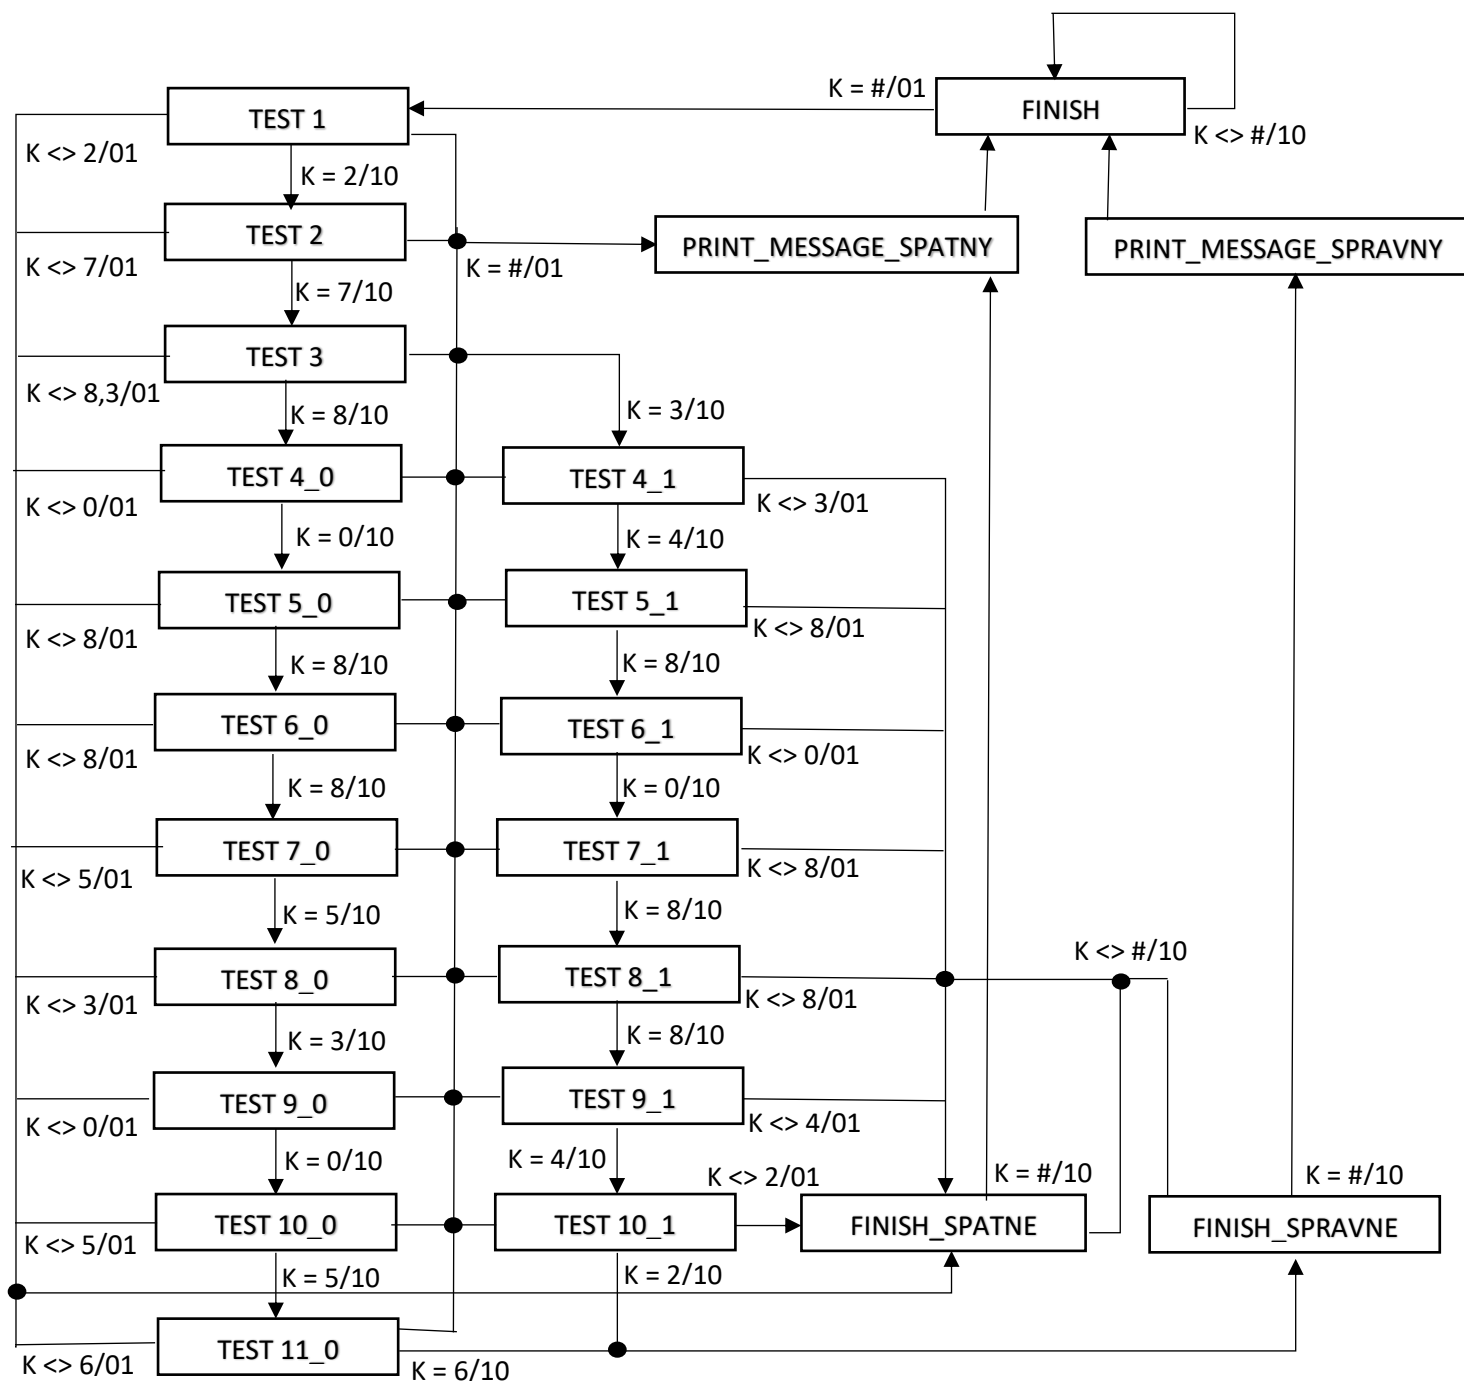 K = #/01
FINISH
TEST 1
K <> #/10
K <> 2/01
K = 2/10
TEST 2
PRINT_MESSAGE_SPATNY
PRINT_MESSAGE_SPRAVNY
K <> 7/01
K = #/01
K = 7/10
TEST 3
K <> 8,3/01
K = 8/10
K = 3/10
TEST 4_0
TEST 4_1
K <> 0/01
K <> 3/01
K = 0/10
K = 4/10
TEST 5_0
TEST 5_1
K <> 8/01
K <> 8/01
K = 8/10
K = 8/10
TEST 6_0
TEST 6_1
K <> 8/01
K <> 0/01
K = 8/10
K = 0/10
TEST 7_0
TEST 7_1
K <> 5/01
K <> 8/01
K = 5/10
K = 8/10
K <> #/10
TEST 8_0
TEST 8_1
K <> 3/01
K <> 8/01
K = 3/10
K = 8/10
TEST 9_0
TEST 9_1
K <> 0/01
K <> 4/01
K = 0/10
K = 4/10
K <> 2/01
K = #/10
K = #/10
TEST 10_0
TEST 10_1
FINISH_SPATNE
FINISH_SPRAVNE
K <> 5/01
K = 5/10
K = 2/10
TEST 11_0
K <> 6/01
K = 6/10